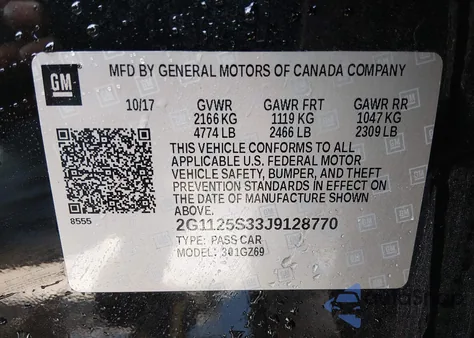 GM
MFD BY GENERAL MOTORS OF CANADA COMPANY
10/17 GVWR GAWR FRT GAWR RR
2166 KG 1119 KG 1047 KG
4774 LB 2466 LB 2309 LB
THIS VEHICLE CONFORMS TO ALL
APPLICABLE U.S. FEDERAL MOTOR
VEHICLE SAFETY, BUMPER, AND THEFT
PREVENTION STANDARDS IN EFFECT ON
THE DATE OF MANUFACTURE SHOWN
ABOVE.
8555
2G1125S33J9128770
TYPE: PASS CAR
MODEL: 301GZ69